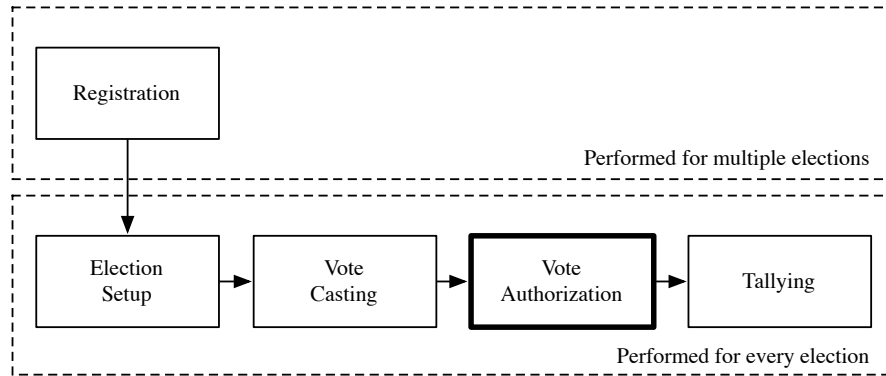 Registration
Performed for multiple elections
Election
Setup
Vote
Casting
Vote
Authorization
Tallying
Performed for every election